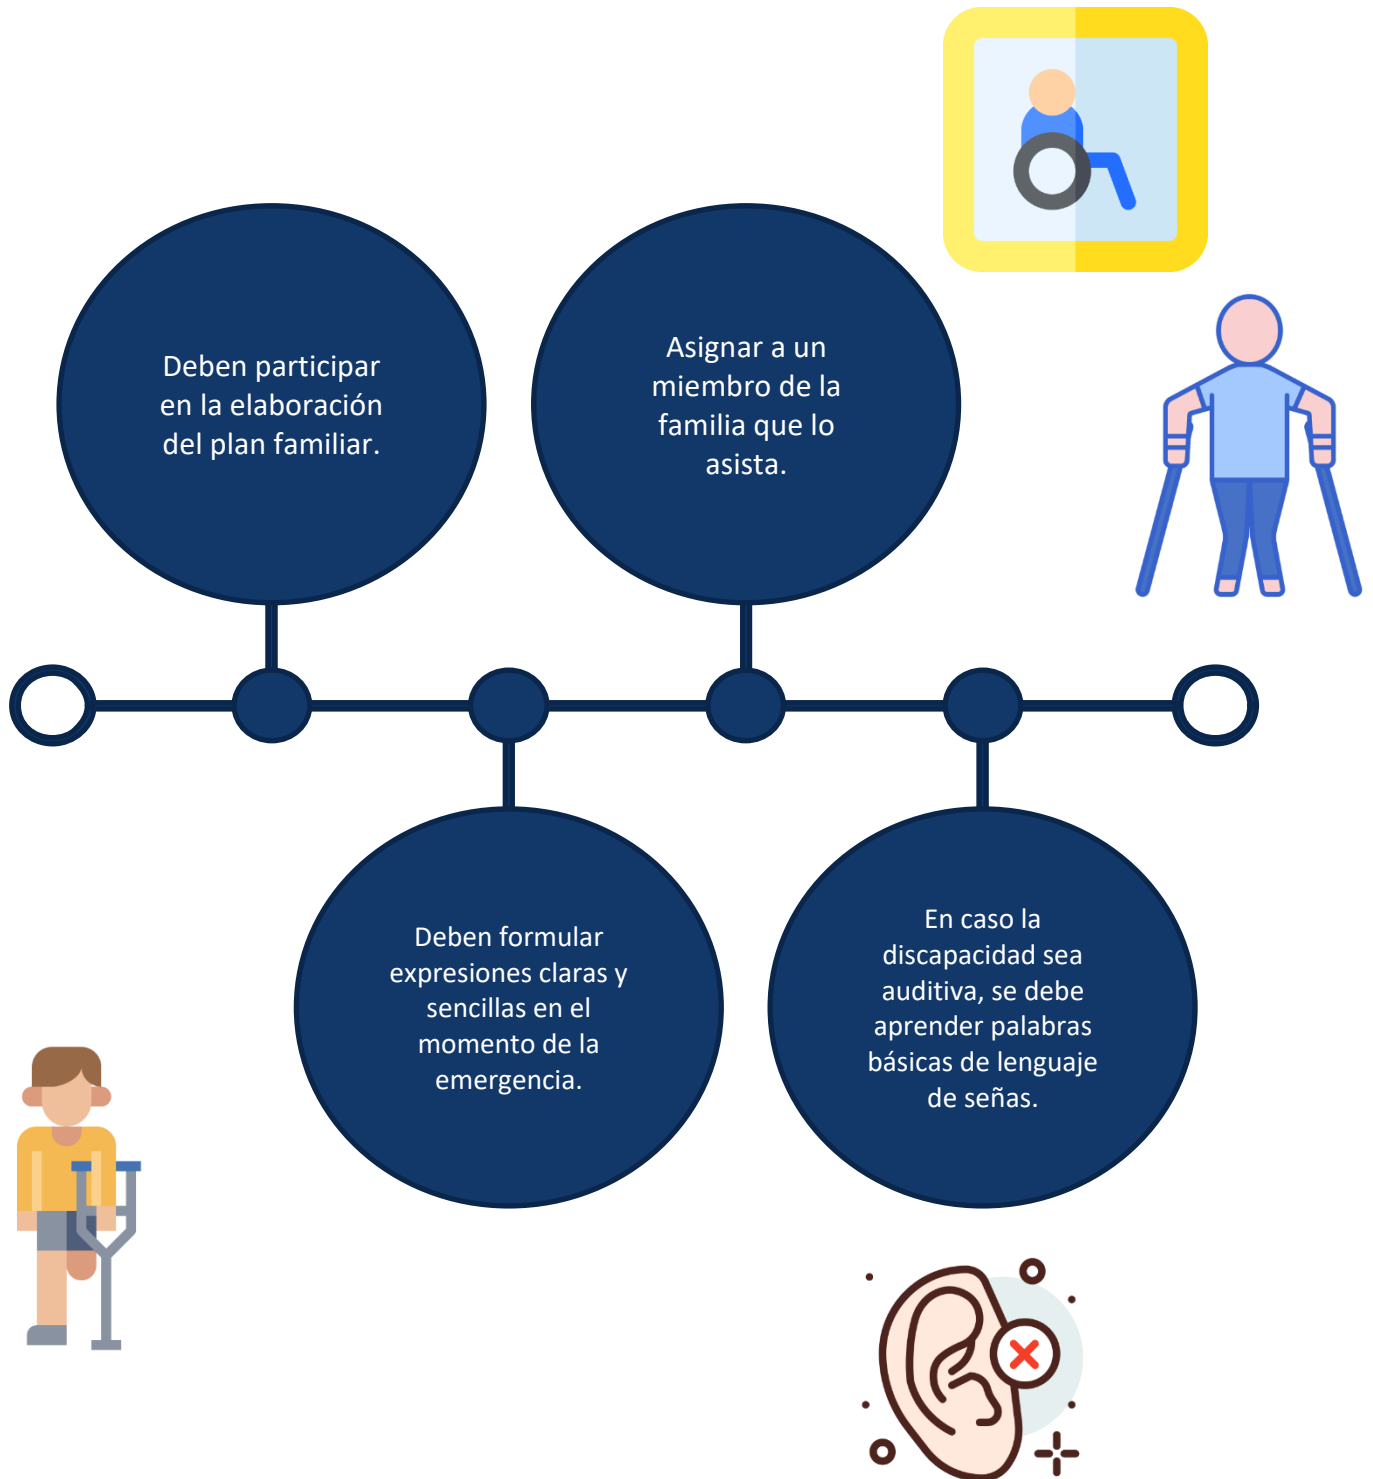 Deben participar
en la elaboración
del plan familiar.
Asignar a un
miembro de la
familia que lo
asista.
Deben formular
expresiones claras y
sencillas en el
momento de la
emergencia.
En caso la
discapacidad sea
auditiva, se debe
aprender palabras
básicas de lenguaje
de señas.